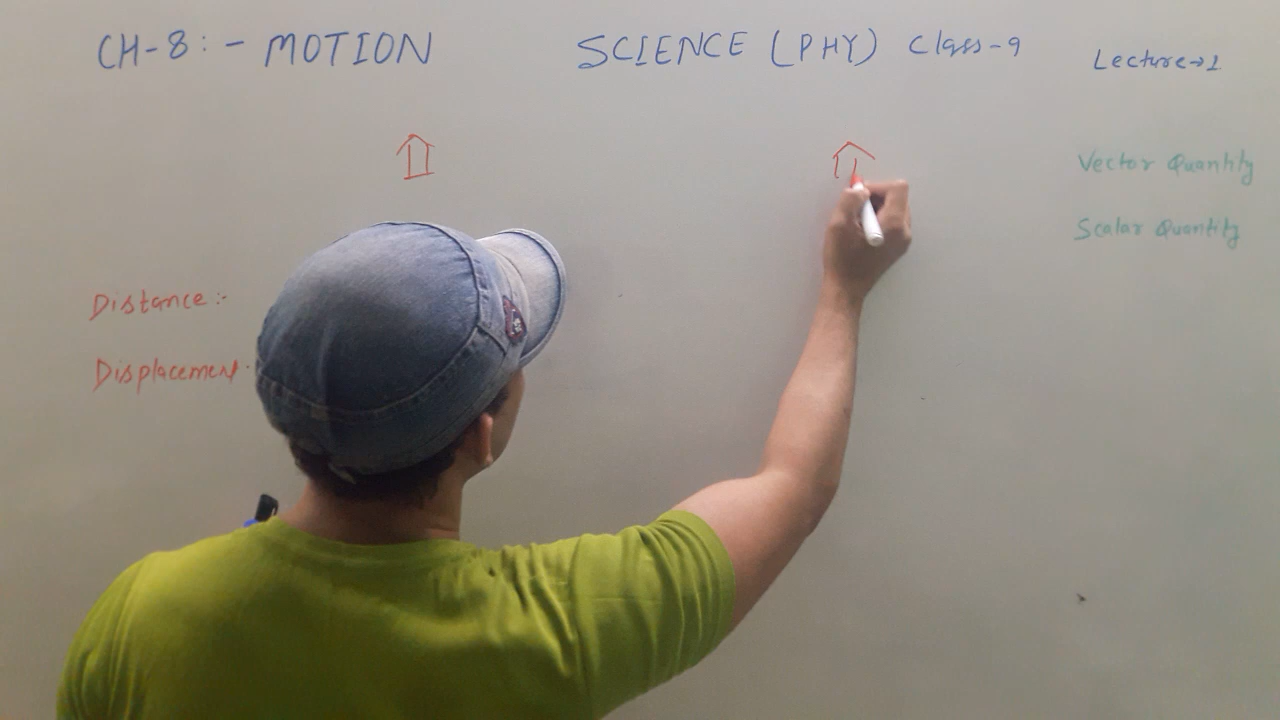 CH-8:- MOTION SCIENCE (PHY) Class-9 Lecture→1
Vector Quantity
Scalar Quantity
Distance:-
Displacement